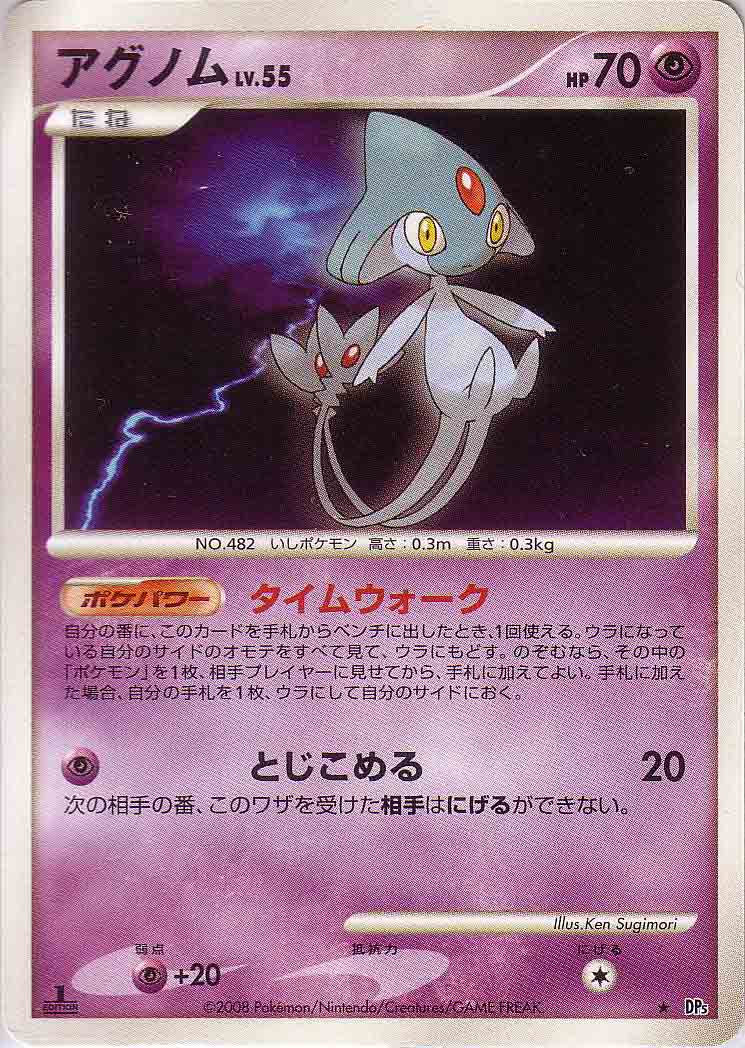 アグノム LV.55 HP 70
たね
NO.482 いしポケモン 高さ:0.3m 重さ:0.3kg
ポケパワー タイムウォーク
自分の番に、このカードを手札からベンチに出したとき、1回使える。ウラになって
いる自分のサイドのオモテをすべて見て、ウラにもどす。のぞむなら、その中の
「ポケモン」を1枚、相手プレイヤーに見せてから、手札に加えてよい。手札に加え
た場合、自分の手札を1枚、ウラにして自分のサイドにおく。
とじこめる 20
次の相手の番、このワザを受けた相手はにげるができない。
Illus.Ken Sugimori
弱点 抵抗力 にげる
+20
1 EDITION
©2008 Pokémon/Nintendo/Creatures/GAME FREAK.
★ DP5